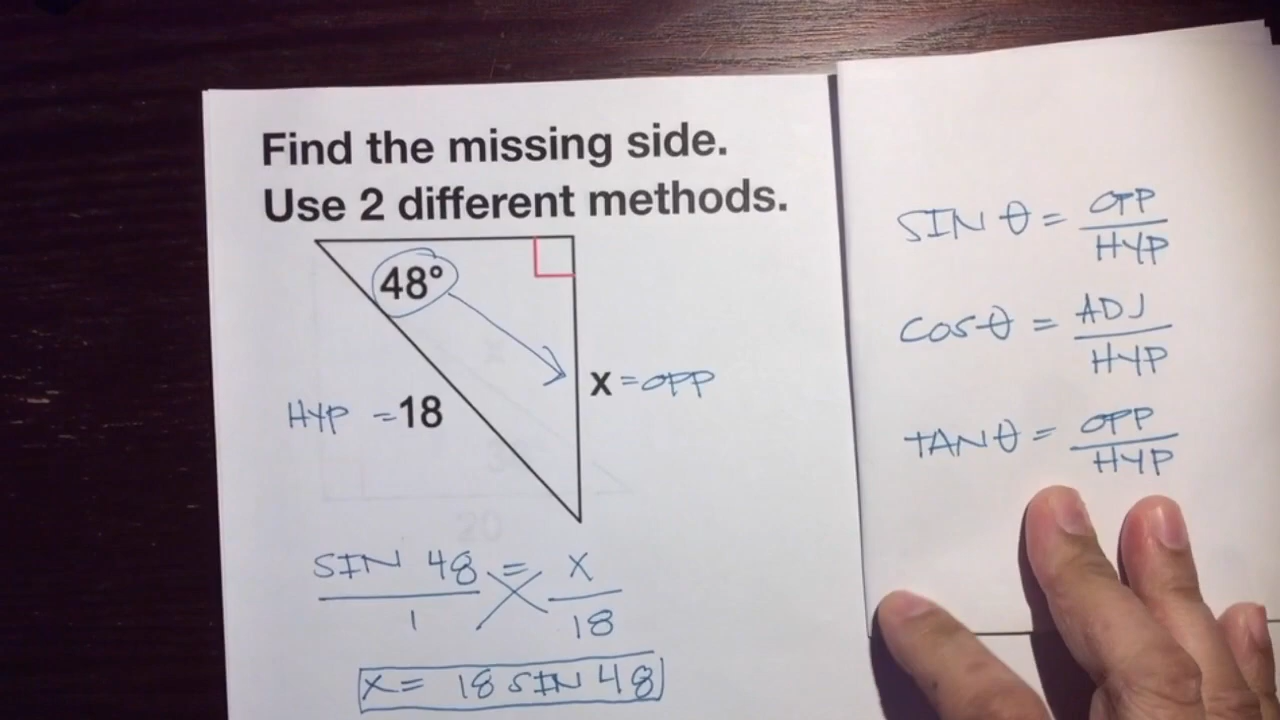 Find the missing side.
Use 2 different methods.
48°
x = OPP
HYP = 18
SIN 48 = x
1 18
x = 18 SIN 48
SIN θ = OPP
HYP
COS θ = ADJ
HYP
TAN θ = OPP
HYP